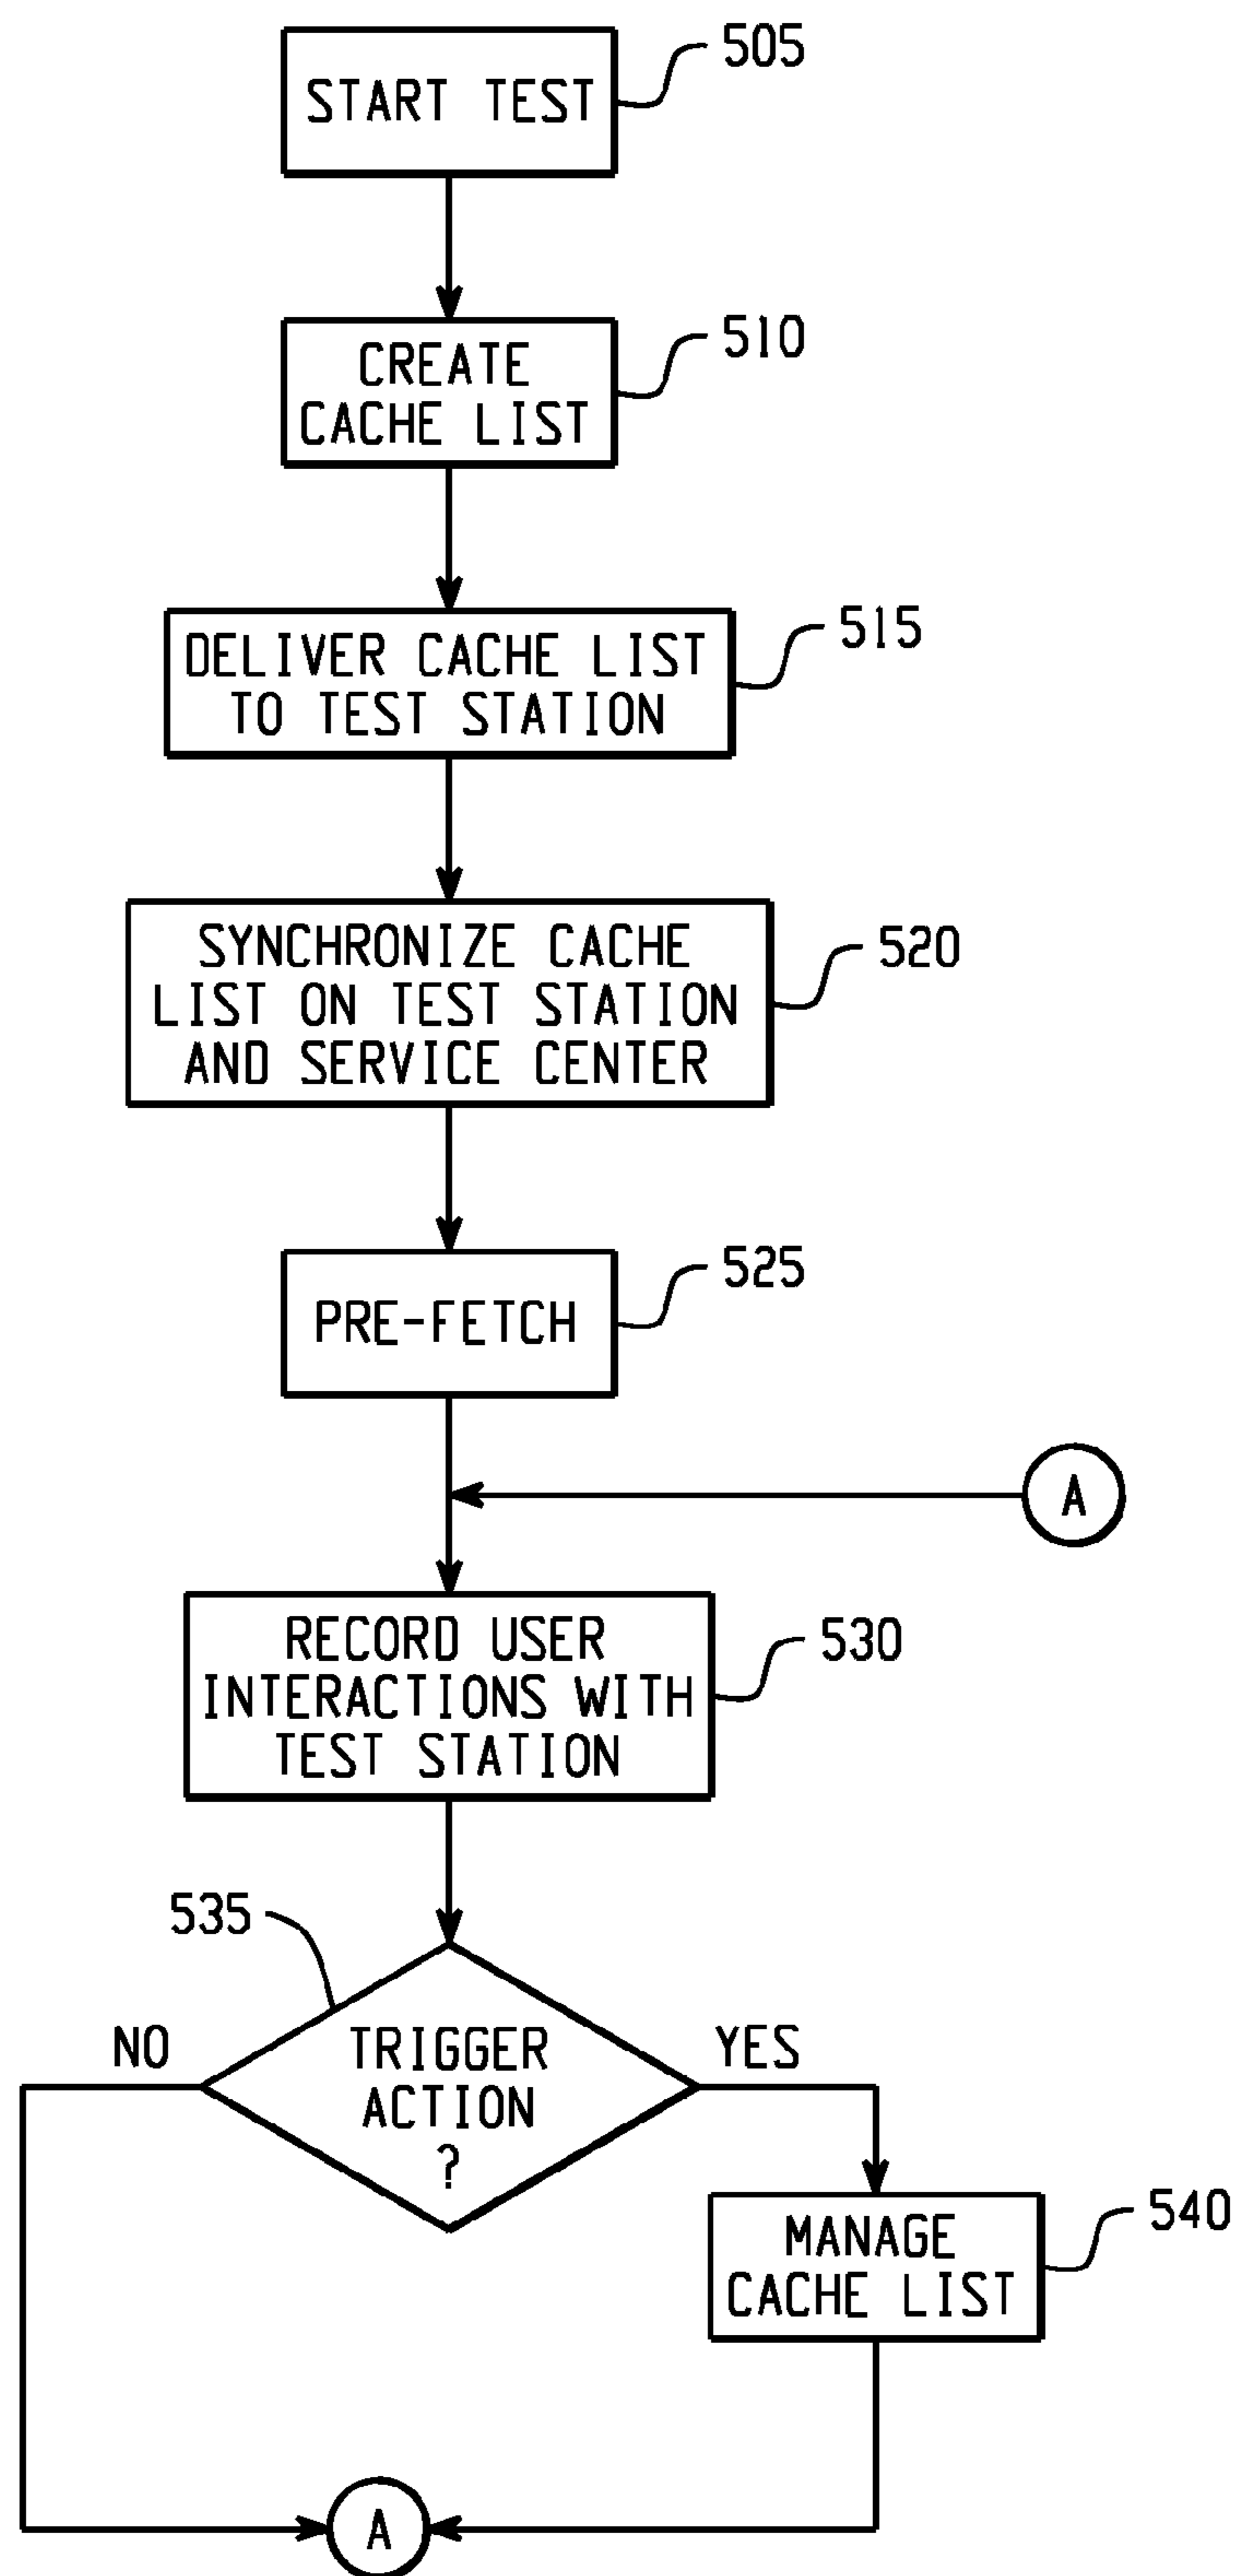 START TEST
505
CREATE
CACHE LIST
510
DELIVER CACHE LIST
TO TEST STATION
515
SYNCHRONIZE CACHE
LIST ON TEST STATION
AND SERVICE CENTER
520
PRE-FETCH
525
A
RECORD USER
INTERACTIONS WITH
TEST STATION
530
535
TRIGGER
ACTION
?
NO
YES
MANAGE
CACHE LIST
540
A